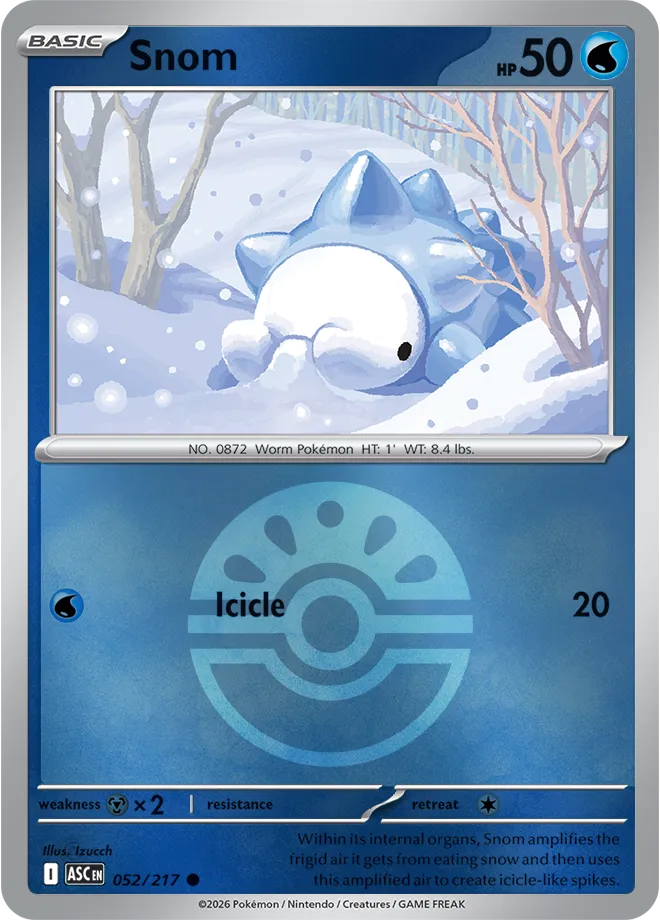 BASIC Snom HP 50
NO. 0872 Worm Pokémon HT: 1' WT: 8.4 lbs.
Icicle 20
weakness ×2 resistance retreat
Illus. Izucch
Within its internal organs, Snom amplifies the
frigid air it gets from eating snow and then uses
this amplified air to create icicle-like spikes.
I ASC EN 052/217
©2026 Pokémon / Nintendo / Creatures / GAME FREAK